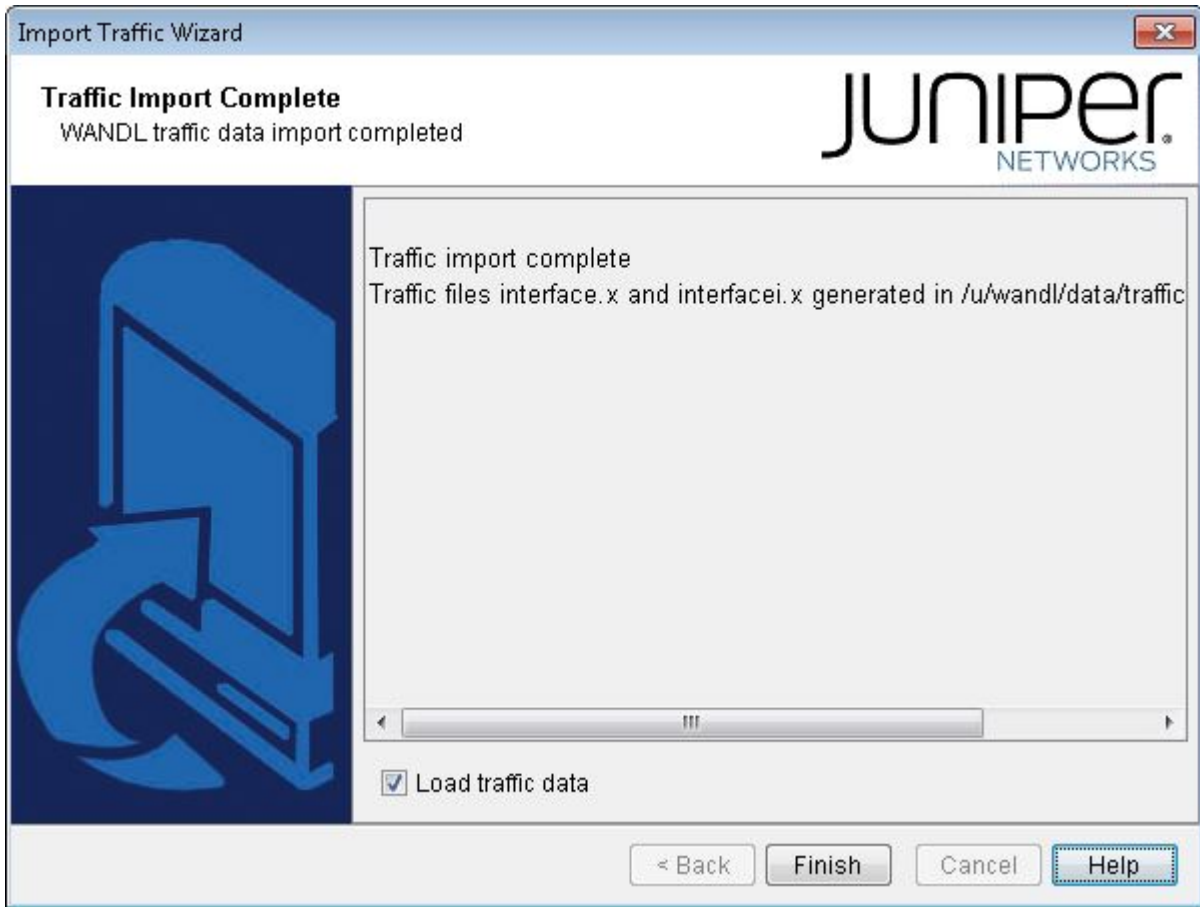 Import Traffic Wizard
Traffic Import Complete
WANDL traffic data import completed
JUNIPER
NETWORKS
Traffic import complete
Traffic files interface.x and interfacei.x generated in /u/wandl/data/traffic
Load traffic data
< Back Finish Cancel Help